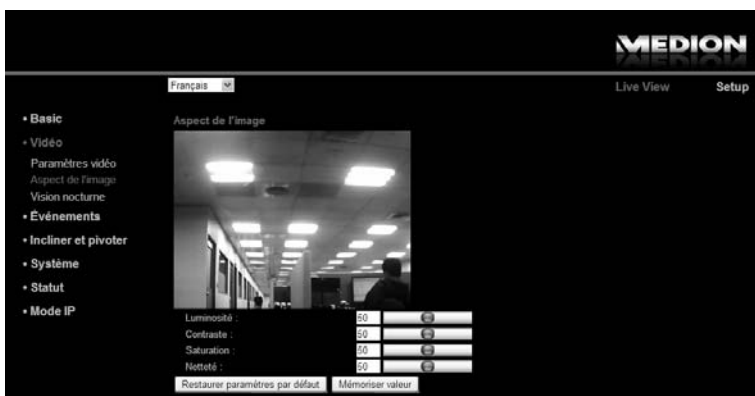 MEDION
Français
Live View
Setup
• Basic
• Vidéo
Paramètres vidéo
Aspect de l'image
Vision nocturne
• Événements
• Incliner et pivoter
• Système
• Statut
• Mode IP
Aspect de l'image
Luminosité : 50
Contraste : 50
Saturation : 50
Netteté : 50
Restaurer paramètres par défaut
Mémoriser valeur